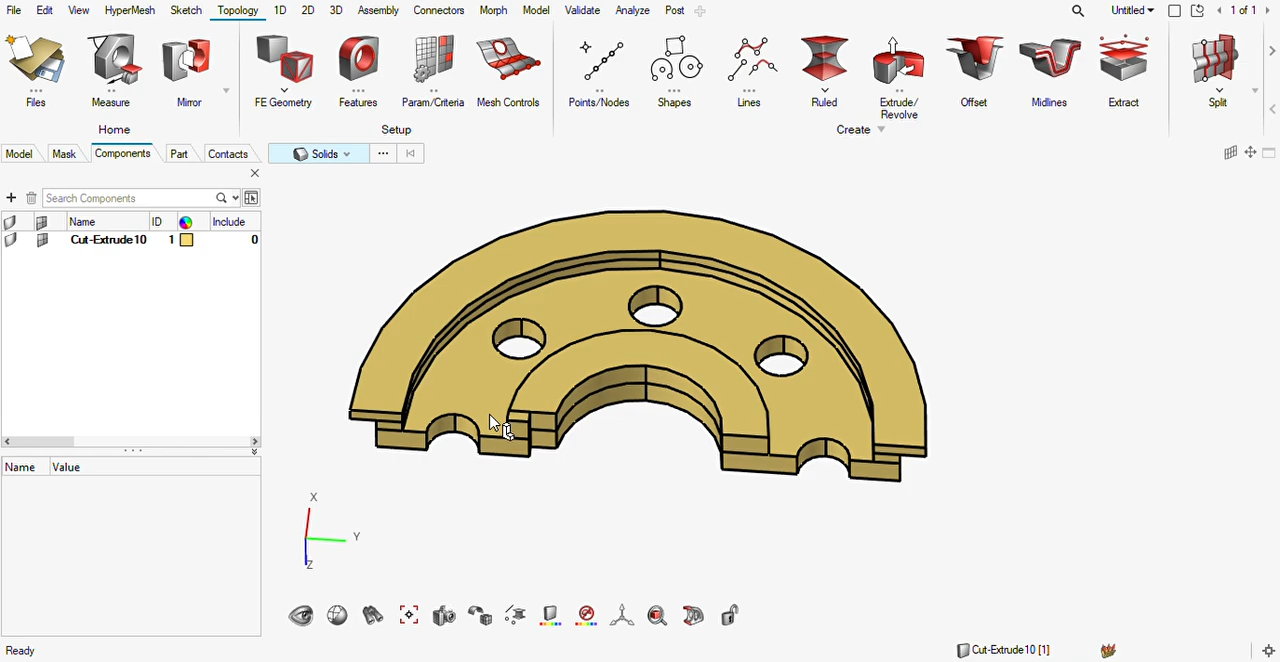 File Edit View HyperMesh Sketch Topology 1D 2D 3D Assembly Connectors Morph Model Validate Analyze Post Untitled 1 of 1
Files Measure Mirror FE Geometry Features Param/Criteria Mesh Controls Points/Nodes Shapes Lines Ruled Extrude/ Offset Midlines Extract Split
Revolve
Home Setup Create
Model Mask Components Part Contacts Solids
Search Components
Name ID Include
Cut-Extrude10 1 0
Name Value
X
Y
Z
Ready Cut-Extrude10 [1]